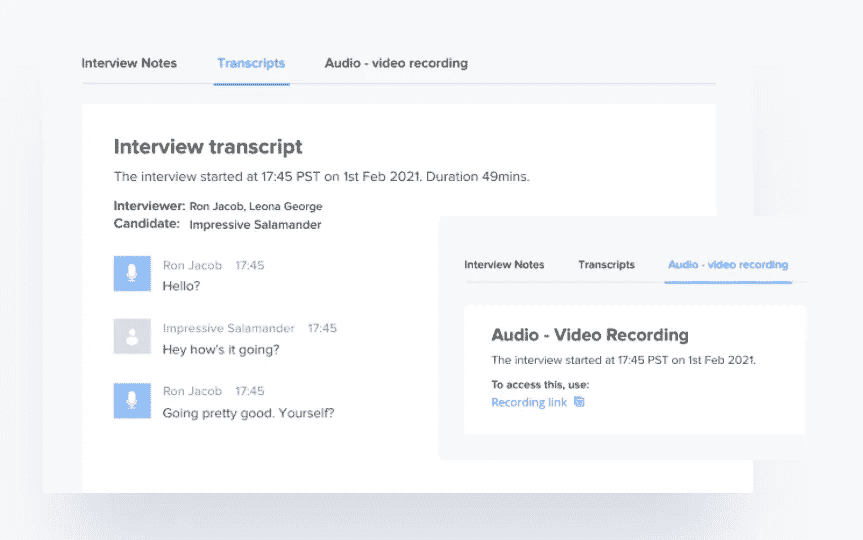 Interview Notes Transcripts Audio - video recording
Interview transcript
The interview started at 17:45 PST on 1st Feb 2021. Duration 49mins.
Interviewer: Ron Jacob, Leona George
Candidate: Impressive Salamander
Ron Jacob 17:45
Hello?
Impressive Salamander 17:45
Hey how's it going?
Ron Jacob 17:45
Going pretty good. Yourself?
Interview Notes Transcripts Audio - video recording
Audio - Video Recording
The interview started at 17:45 PST on 1st Feb 2021.
To access this, use:
Recording link